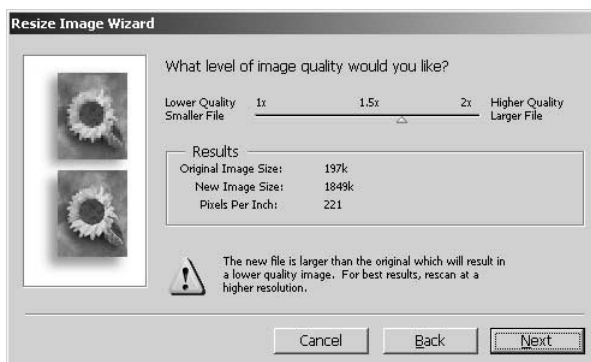 Resize Image Wizard
What level of image quality would you like?
Lower Quality 1x 1.5x 2x Higher Quality
Smaller File Larger File
Results
Original Image Size: 197k
New Image Size: 1849k
Pixels Per Inch: 221
The new file is larger than the original which will result in
a lower quality image. For best results, rescan at a
higher resolution.
Cancel Back Next